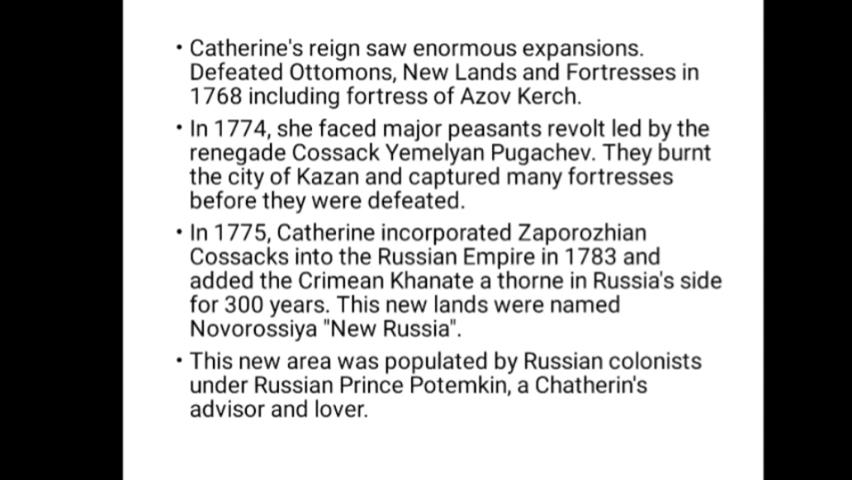 • Catherine's reign saw enormous expansions.
Defeated Ottomons, New Lands and Fortresses in
1768 including fortress of Azov Kerch.
• In 1774, she faced major peasants revolt led by the
renegade Cossack Yemelyan Pugachev. They burnt
the city of Kazan and captured many fortresses
before they were defeated.
• In 1775, Catherine incorporated Zaporozhian
Cossacks into the Russian Empire in 1783 and
added the Crimean Khanate a thorne in Russia's side
for 300 years. This new lands were named
Novorossiya "New Russia".
• This new area was populated by Russian colonists
under Russian Prince Potemkin, a Chatherin's
advisor and lover.